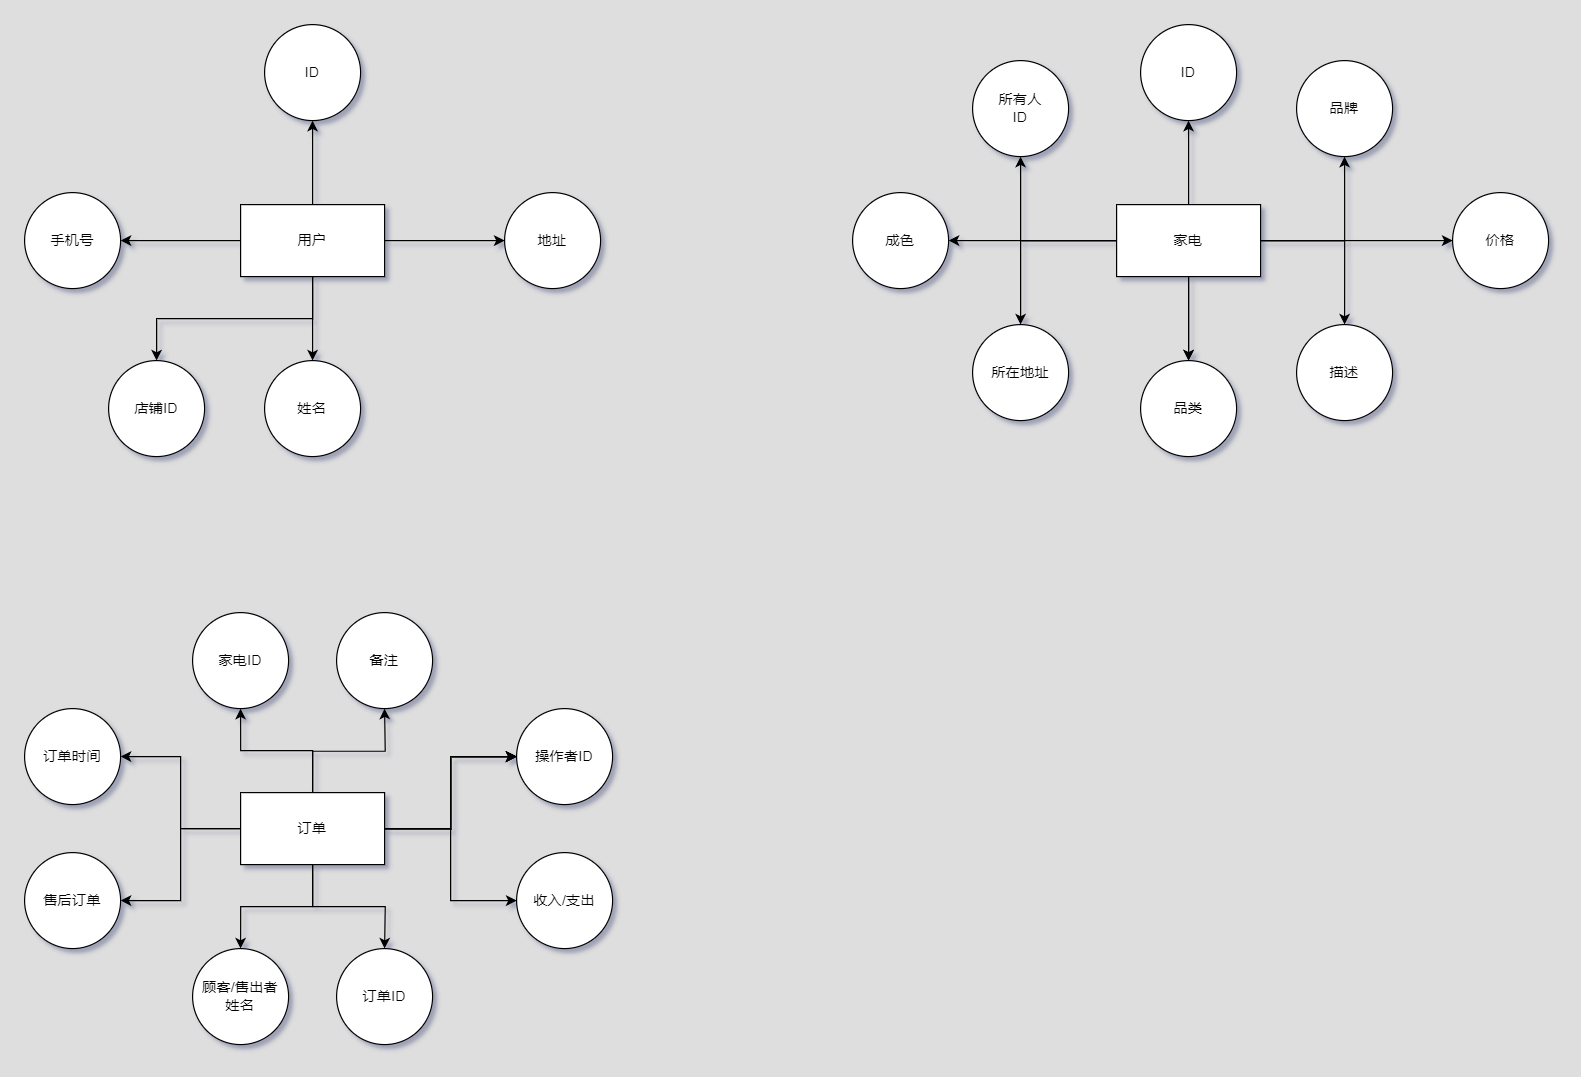 ID
手机号
用户
地址
店铺ID
姓名
所有人
ID
ID
品牌
成色
家电
价格
所在地址
品类
描述
家电ID
备注
订单时间
操作者ID
订单
售后订单
收入/支出
顾客/售出者
姓名
订单ID